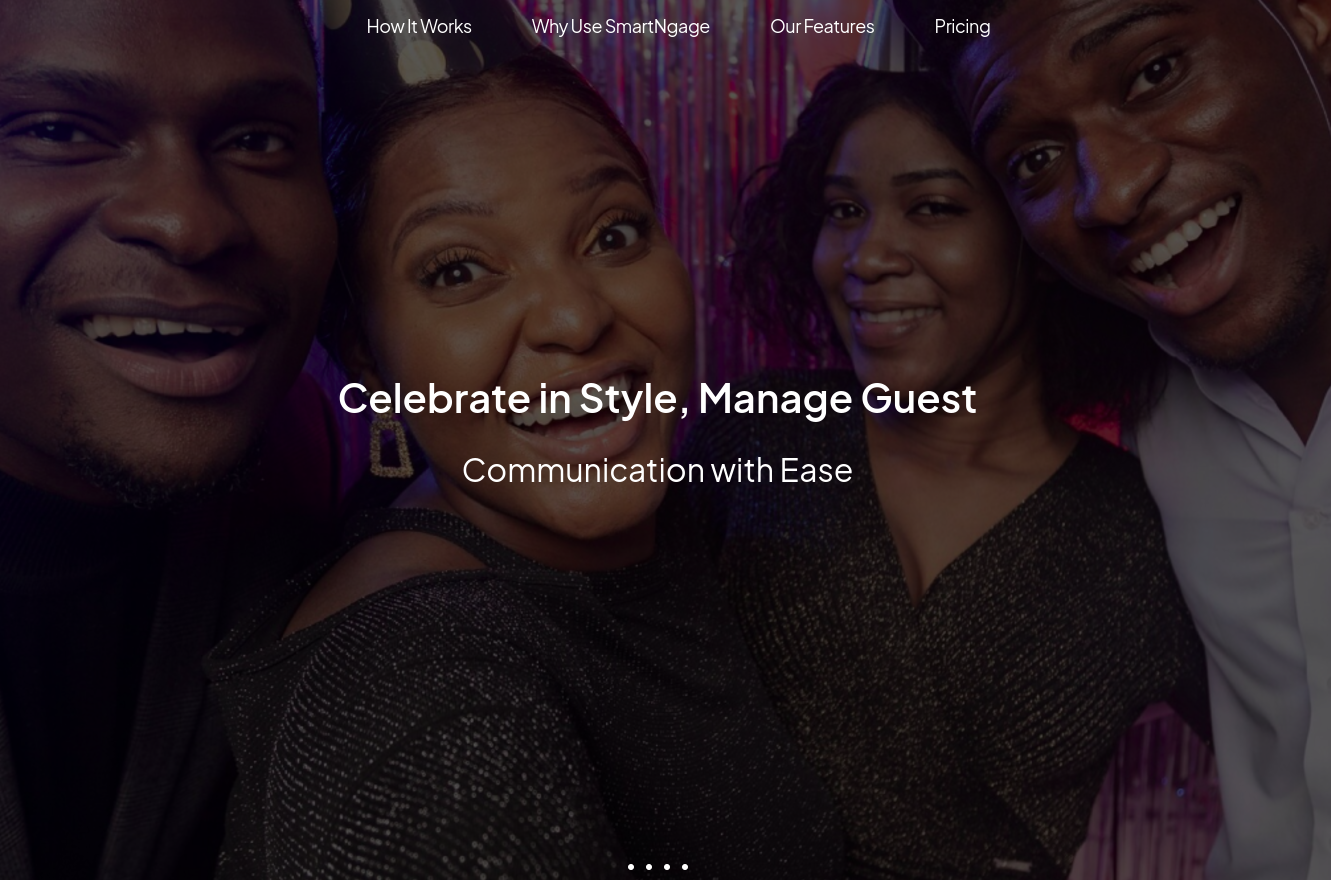 How It Works
Why Use SmartNgage
Our Features
Pricing
Celebrate in Style, Manage Guest
Communication with Ease